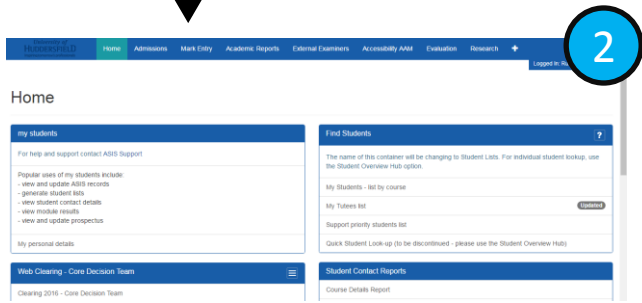 University of
HUDDERSFIELD
Home Admissions Mark Entry Academic Reports External Examiners Accessibility AAM Evaluation Research
2
Logged in:
Home
my students
For help and support contact ASIS Support
Popular uses of my students include:
- view and update ASIS records
- generate student lists
- view student contact details
- view module results
- view and update prospectus
My personal details
Web Clearing - Core Decision Team
Clearing 2016 - Core Decision Team
Find Students ?
The name of this container will be changing to Student Lists. For individual student lookup, use
the Student Overview Hub option.
My Students - list by course
My Tutees list Updated
Support priority students list
Quick Student Look-up (to be discontinued - please use the Student Overview Hub)
Student Contact Reports
Course Details Report